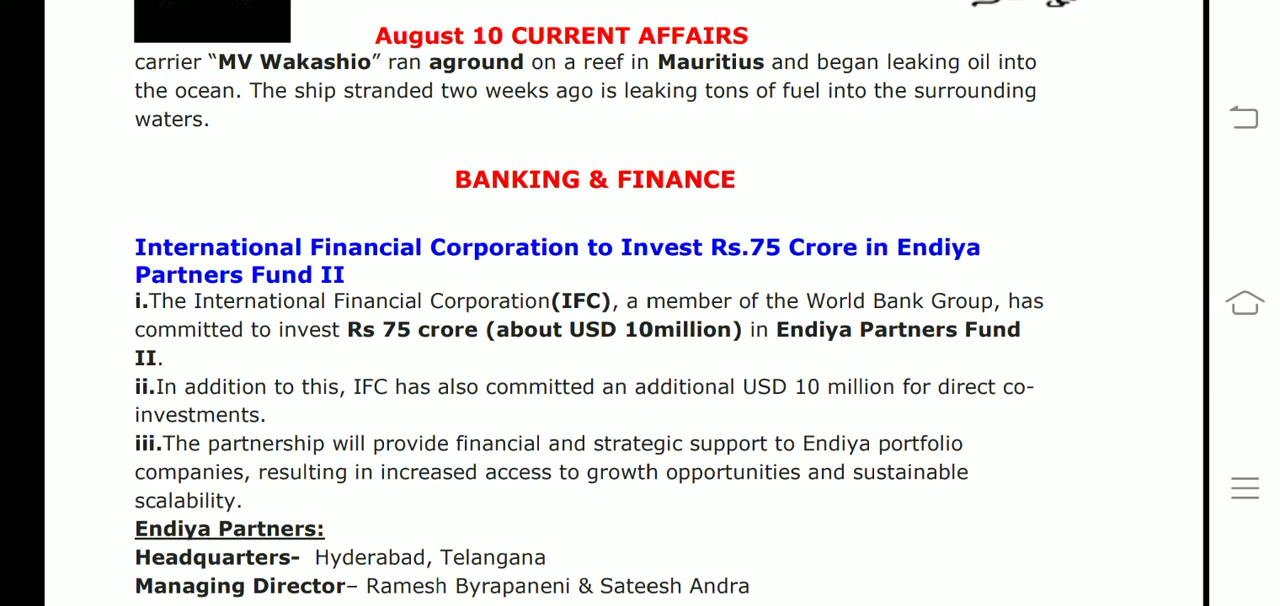 August 10 CURRENT AFFAIRS
carrier “MV Wakashio” ran aground on a reef in Mauritius and began leaking oil into
the ocean. The ship stranded two weeks ago is leaking tons of fuel into the surrounding
waters.
BANKING & FINANCE
International Financial Corporation to Invest Rs.75 Crore in Endiya
Partners Fund II
i.The International Financial Corporation(IFC), a member of the World Bank Group, has
committed to invest Rs 75 crore (about USD 10million) in Endiya Partners Fund
II.
ii.In addition to this, IFC has also committed an additional USD 10 million for direct co-
investments.
iii.The partnership will provide financial and strategic support to Endiya portfolio
companies, resulting in increased access to growth opportunities and sustainable
scalability.
Endiya Partners:
Headquarters- Hyderabad, Telangana
Managing Director– Ramesh Byrapaneni & Sateesh Andra